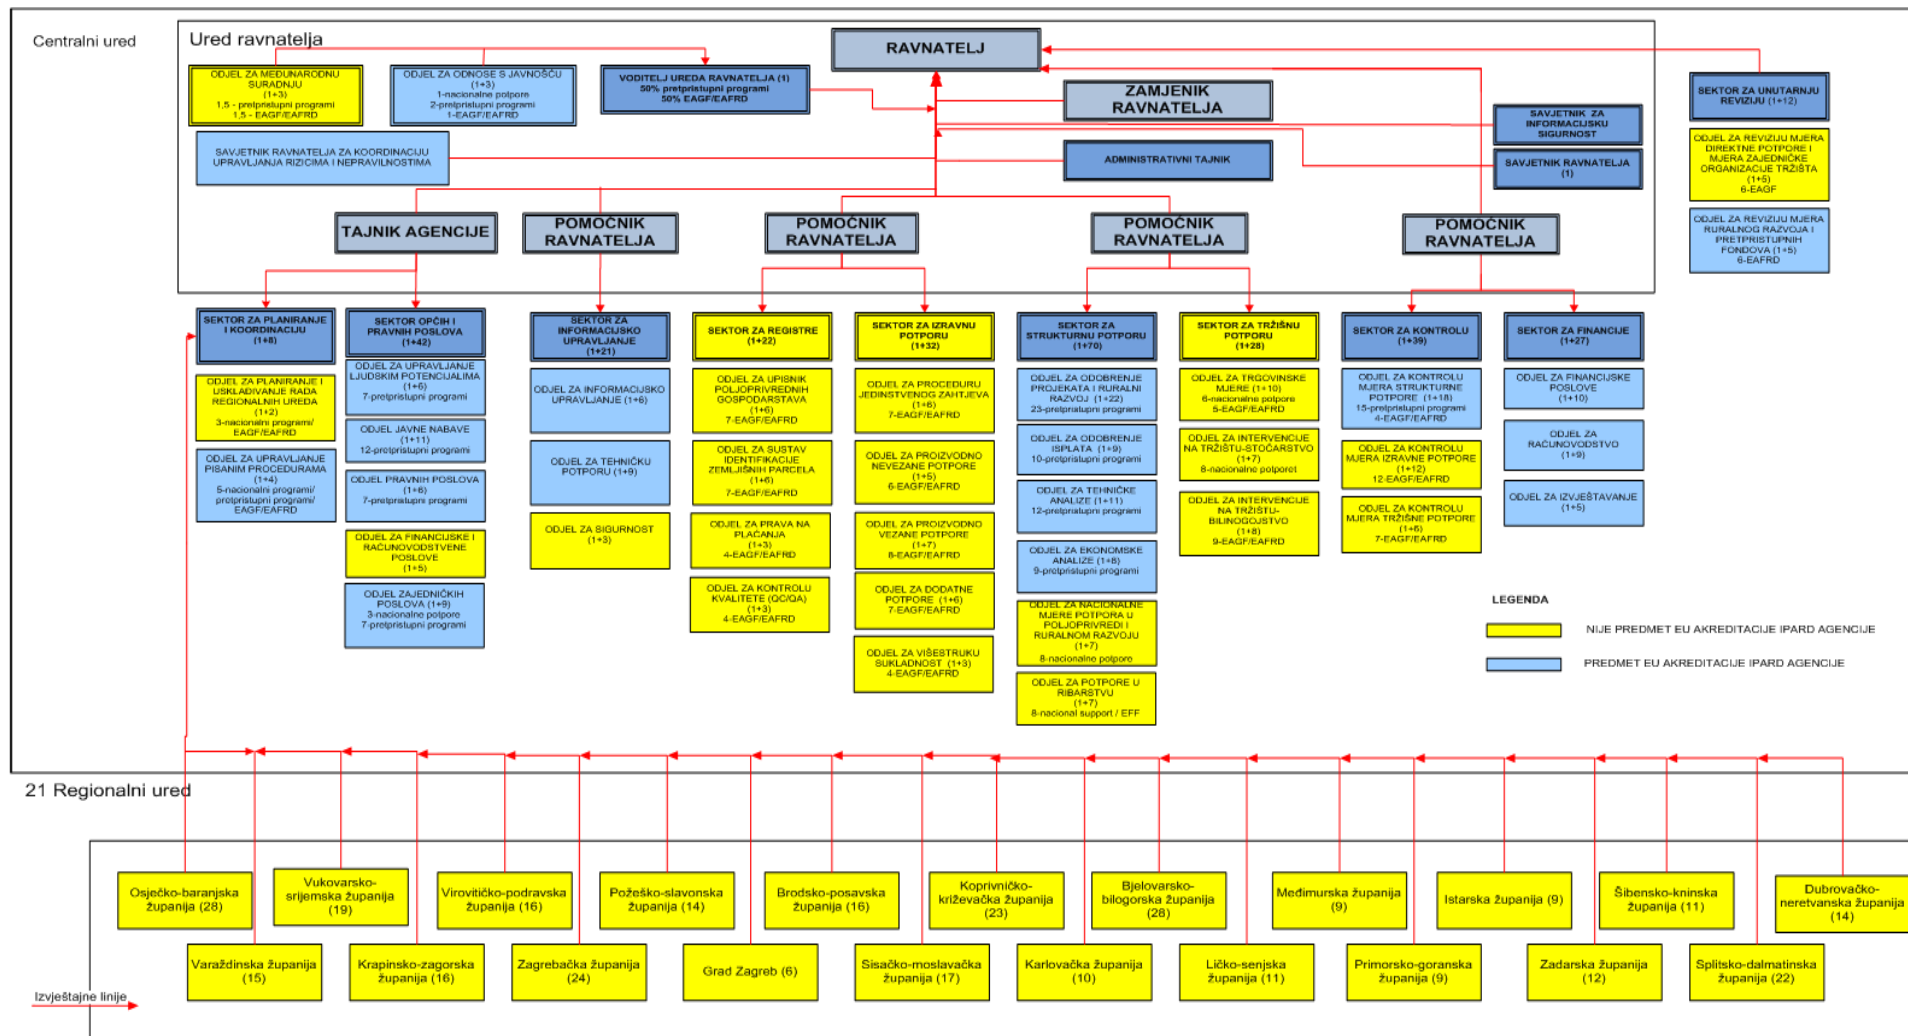 Centralni ured
Ured ravnatelja
RAVNATELJ
ODJEL ZA MEĐUNARODNU
SURADNJU
(1+3)
1,5 - pretpristupni programi
1,5 - EAGF/EAFRD
ODJEL ZA ODNOSE S JAVNOŠĆU
(1+3)
1-nacionalne potpore
2-pretpristupni programi
1-EAGF/EAFRD
VODITELJ UREDA RAVNATELJA (1)
50% pretpristupni programi
50% EAGF/EAFRD
ZAMJENIK
RAVNATELJA
SAVJETNIK ZA
INFORMACIJSKU
SIGURNOST
SEKTOR ZA UNUTARNJU
REVIZIJU (1+12)
SAVJETNIK RAVNATELJA ZA KOORDINACIJU
UPRAVLJANJA RIZICIMA I NEPRAVILNOSTIMA
ADMINISTRATIVNI TAJNIK
SAVJETNIK RAVNATELJA
(1)
ODJEL ZA REVIZIJU MJERA
DIREKTNE POTPORE I
MJERA ZAJEDNIČKE
ORGANIZACIJE TRŽIŠTA
(1+5)
6-EAGF
ODJEL ZA REVIZIJU MJERA
RURALNOG RAZVOJA I
PRETPRISTUPNIH
FONDOVA (1+5)
6-EAFRD
TAJNIK AGENCIJE
POMOĆNIK
RAVNATELJA
POMOĆNIK
RAVNATELJA
POMOĆNIK
RAVNATELJA
POMOĆNIK
RAVNATELJA
SEKTOR ZA PLANIRANJE
I KOORDINACIJU
(1+8)
ODJEL ZA PLANIRANJE I
USKLAĐIVANJE RADA
REGIONALNIH UREDA
(1+2)
3-nacionalni programi/
EAGF/EAFRD
ODJEL ZA UPRAVLJANJE
PISANIM PROCEDURAMA
(1+4)
5-nacionalni programi/
pretpristupni programi/
EAGF/EAFRD
SEKTOR OPĆIH I
PRAVNIH POSLOVA
(1+42)
ODJEL ZA UPRAVLJANJE
LJUDSKIM POTENCIJALIMA
(1+6)
7-pretpristupni programi
ODJEL JAVNE NABAVE
(1+11)
12-pretpristupni programi
ODJEL PRAVNIH POSLOVA
(1+6)
7-pretpristupni programi
ODJEL ZA FINANCIJSKE I
RAČUNOVODSTVENE
POSLOVE
(1+5)
ODJEL ZAJEDNIČKIH
POSLOVA (1+9)
3-nacionalne potpore
7-pretpristupni programi
SEKTOR ZA
INFORMACIJSKO
UPRAVLJANJE
(1+21)
ODJEL ZA INFORMACIJSKO
UPRAVLJANJE (1+6)
ODJEL ZA TEHNIČKU
POTPORU (1+9)
ODJEL ZA SIGURNOST
(1+3)
SEKTOR ZA REGISTRE
(1+22)
ODJEL ZA UPISNIK
POLJOPRIVREDNIH
GOSPODARSTAVA
(1+6)
7-EAGF/EAFRD
ODJEL ZA SUSTAV
IDENTIFIKACIJE
ZEMLJIŠNIH PARCELA
(1+6)
7-EAGF/EAFRD
ODJEL ZA PRAVA NA
PLAĆANJA
(1+3)
4-EAGF/EAFRD
ODJEL ZA KONTROLU
KVALITETE (QC/QA)
(1+3)
4-EAGF/EAFRD
SEKTOR ZA IZRAVNU
POTPORU
(1+32)
ODJEL ZA PROCEDURU
JEDINSTVENOG ZAHTJEVA
(1+6)
7-EAGF/EAFRD
ODJEL ZA PROIZVODNO
NEVEZANE POTPORE
(1+5)
6-EAGF/EAFRD
ODJEL ZA PROIZVODNO
VEZANE POTPORE
(1+7)
8-EAGF/EAFRD
ODJEL ZA DODATNE
POTPORE (1+6)
7-EAGF/EAFRD
ODJEL ZA VIŠESTRUKU
SUKLADNOST (1+3)
4-EAGF/EAFRD
SEKTOR ZA
STRUKTURNU POTPORU
(1+70)
ODJEL ZA ODOBRENJE
PROJEKATA I RURALNI
RAZVOJ (1+22)
23-pretpristupni programi
ODJEL ZA ODOBRENJE
ISPLATA (1+9)
10-pretpristupni programi
ODJEL ZA TEHNIČKE
ANALIZE (1+11)
12-pretpristupni programi
ODJEL ZA EKONOMSKE
ANALIZE (1+8)
9-pretpristupni programi
ODJEL ZA NACIONALNE
MJERE POTPORA U
POLJOPRIVREDI I
RURALNOM RAZVOJU
(1+7)
8-nacionalne potpore
ODJEL ZA POTPORE U
RIBARSTVU
(1+7)
8-nacional support / EFF
SEKTOR ZA TRŽIŠNU
POTPORU
(1+28)
ODJEL ZA TRGOVINSKE
MJERE (1+10)
6-nacionalne potpore
5-EAGF/EAFRD
ODJEL ZA INTERVENCIJE
NA TRŽIŠTU-STOČARSTVO
(1+7)
8-nacionalne potporet
ODJEL ZA INTERVENCIJE
NA TRŽIŠTU-
BILINOGOJSTVO
(1+8)
9-EAGF/EAFRD
SEKTOR ZA KONTROLU
(1+39)
ODJEL ZA KONTROLU
MJERA STRUKTURNE
POTPORE (1+18)
15-pretpristupni programi
4-EAGF/EAFRD
ODJEL ZA KONTROLU
MJERA IZRAVNE POTPORE
(1+12)
12-EAGF/EAFRD
ODJEL ZA KONTROLU
MJERA TRŽIŠNE POTPORE
(1+6)
7-EAGF/EAFRD
SEKTOR ZA FINANCIJE
(1+27)
ODJEL ZA FINANCIJSKE
POSLOVE
(1+10)
ODJEL ZA
RAČUNOVODSTVO
(1+9)
ODJEL ZA IZVJEŠTAVANJE
(1+5)
LEGENDA
NIJE PREDMET EU AKREDITACIJE IPARD AGENCIJE
PREDMET EU AKREDITACIJE IPARD AGENCIJE
21 Regionalni ured
Osječko-baranjska
županija (28)
Vukovarsko-
srijemska županija
(19)
Virovitičko-podravska
županija (16)
Požeško-slavonska
županija (14)
Brodsko-posavska
županija (16)
Koprivničko-
križevačka županija
(23)
Bjelovarsko-
bilogorska županija
(28)
Međimurska županija
(9)
Istarska županija (9)
Šibensko-kninska
županija (11)
Dubrovačko-
neretvanska županija
(14)
Varaždinska županija
(15)
Krapinsko-zagorska
županija (16)
Zagrebačka županija
(24)
Grad Zagreb (6)
Sisačko-moslavačka
županija (17)
Karlovačka županija
(10)
Ličko-senjska
županija (11)
Primorsko-goranska
županija (9)
Zadarska županija
(12)
Splitsko-dalmatinska
županija (22)
Izvještajne linije